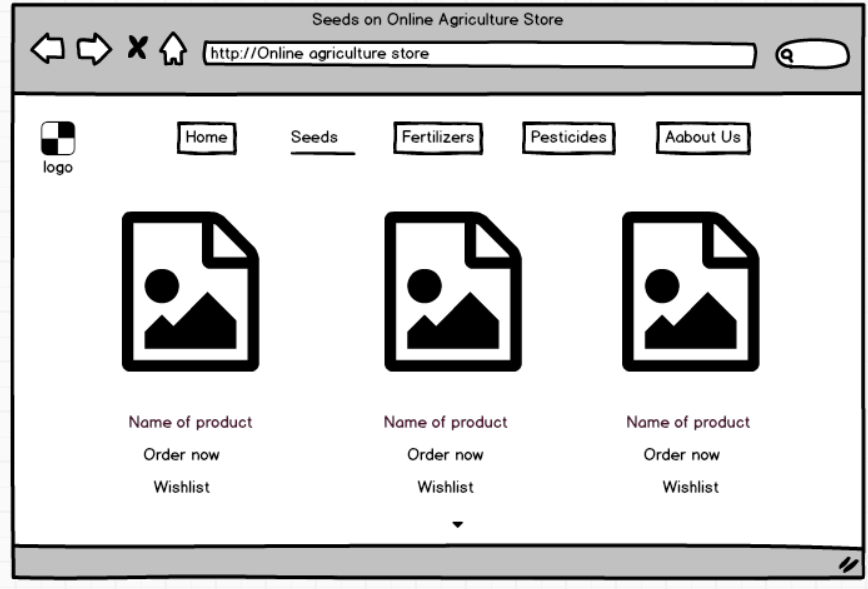 Seeds on Online Agriculture Store
http://Online agriculture store
logo
Home Seeds Fertilizers Pesticides Aabout Us
Name of product Name of product Name of product
Order now Order now Order now
Wishlist Wishlist Wishlist